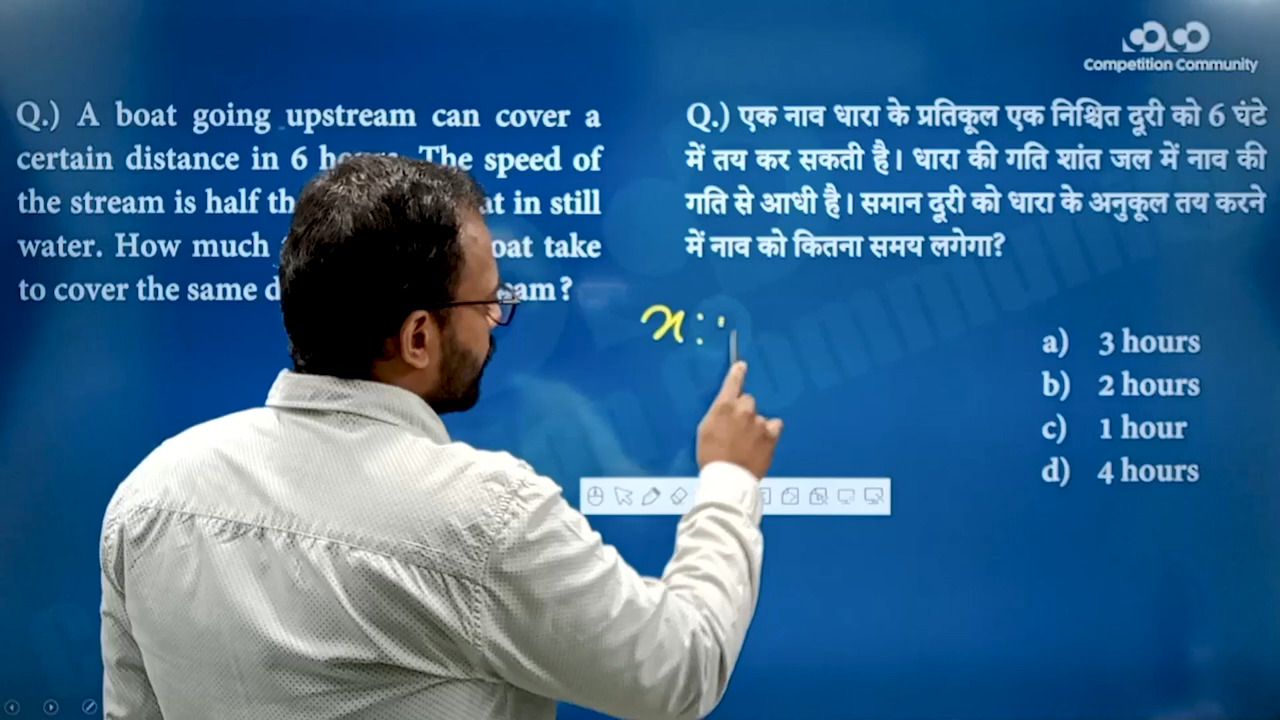 Competition Community
Q.) A boat going upstream can cover a
certain distance in 6 The speed of
the stream is half in still
water. How much take
to cover the same
Q.) एक नाव धारा के प्रतिकूल एक निश्चित दूरी को 6 घंटे
में तय कर सकती है। धारा की गति शांत जल में नाव की
गति से आधी है। समान दूरी को धारा के अनुकूल तय करने
में नाव को कितना समय लगेगा?
x :
a) 3 hours
b) 2 hours
c) 1 hour
d) 4 hours